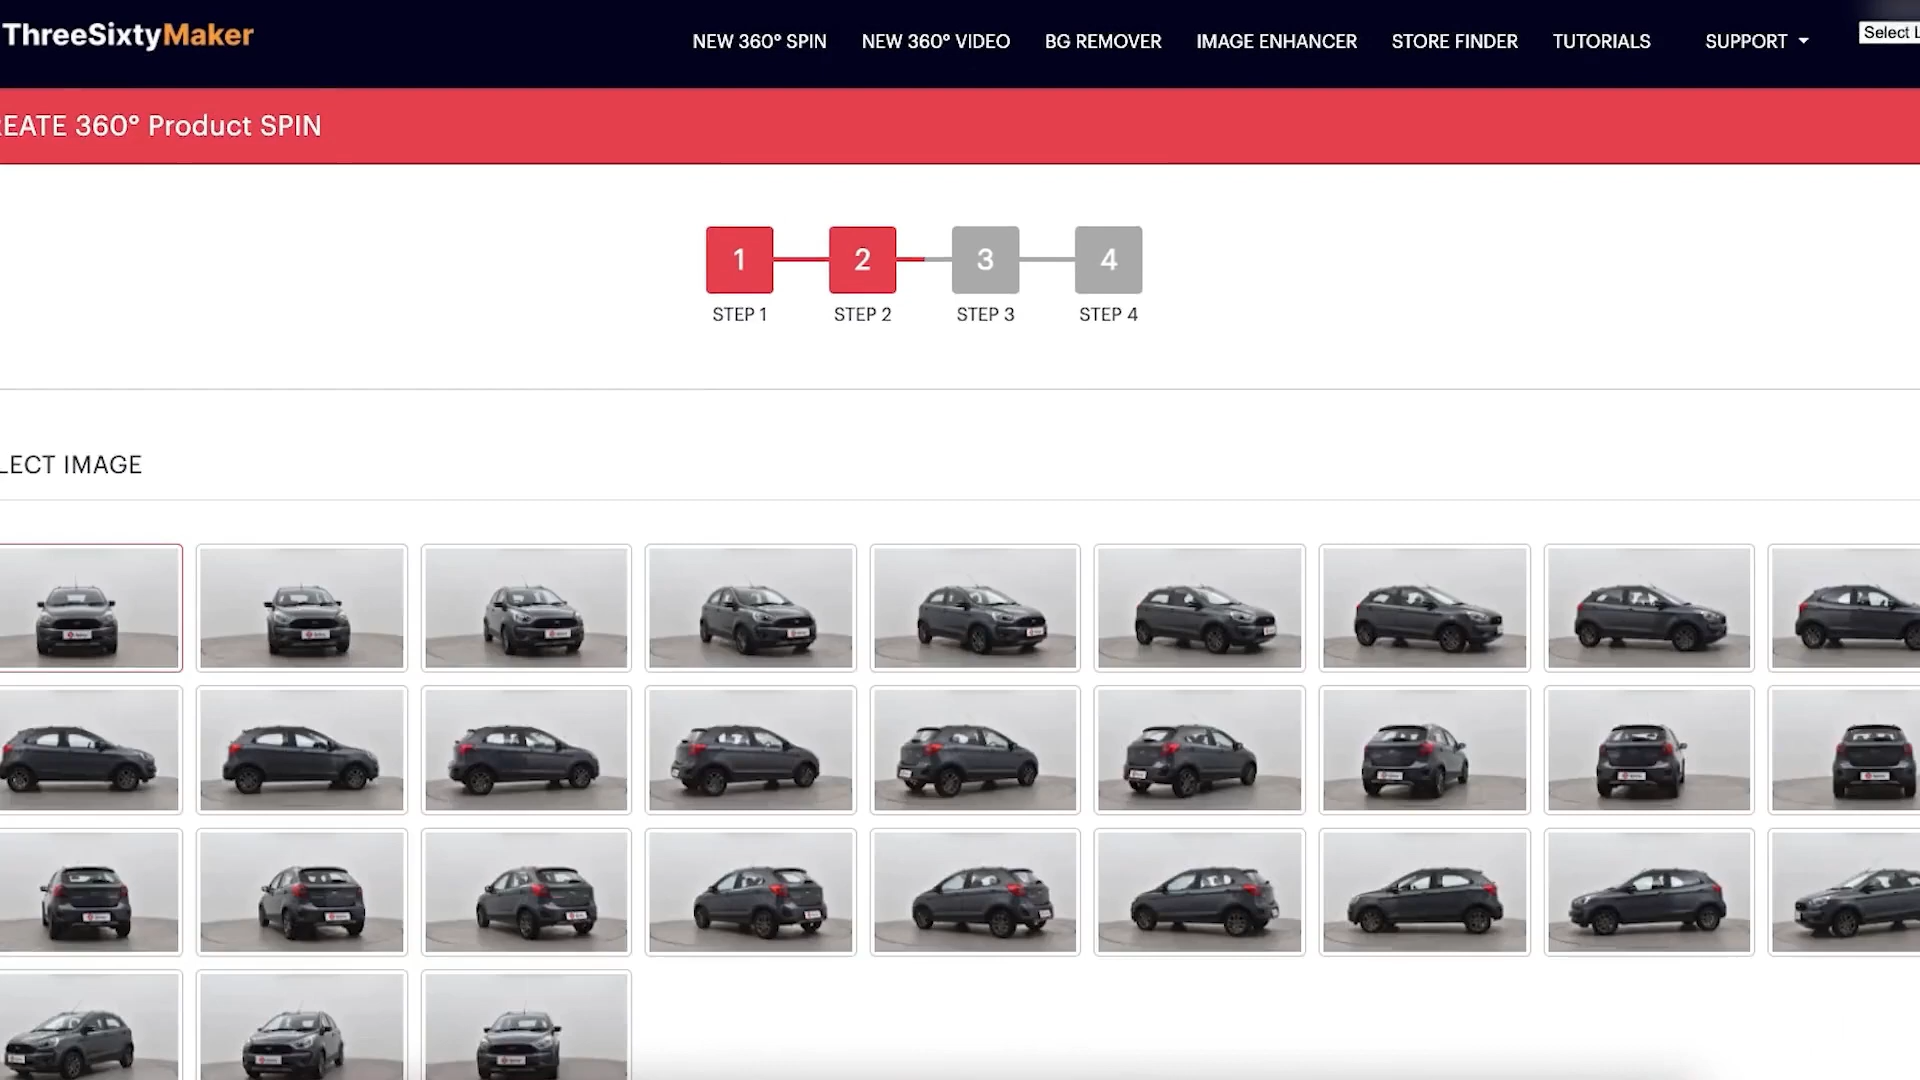 ThreeSixtyMaker
NEW 360° SPIN
NEW 360° VIDEO
BG REMOVER
IMAGE ENHANCER
STORE FINDER
TUTORIALS
SUPPORT
Select L
REATE 360° Product SPIN
1
2
3
4
STEP 1
STEP 2
STEP 3
STEP 4
LECT IMAGE